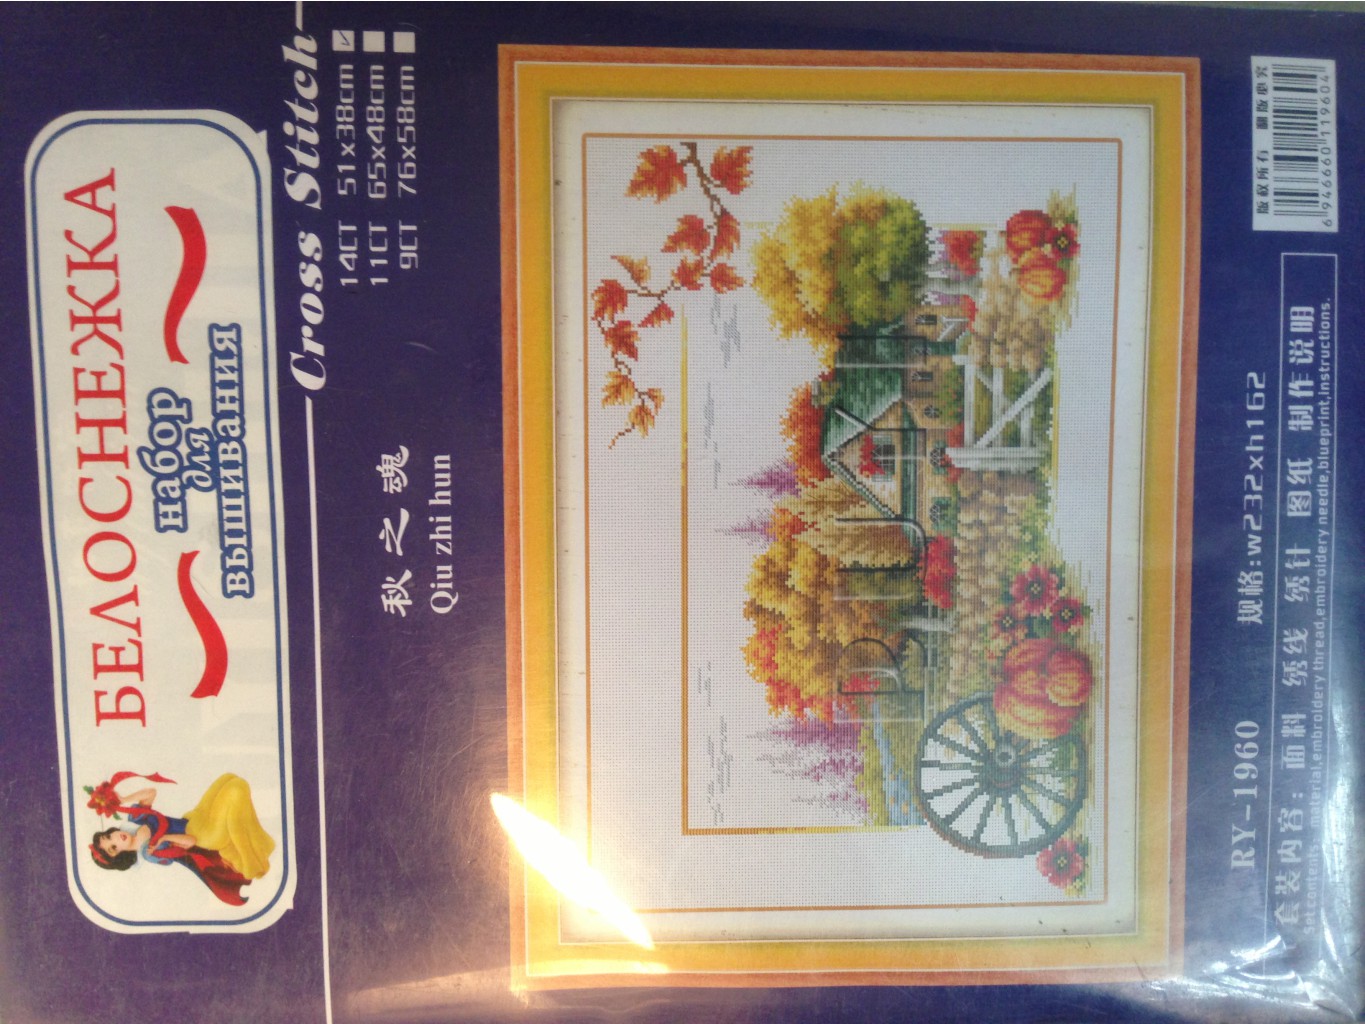 БЕЛОСНЕЖКА
набор
для
вышивания
Cross Stitch
14CT 51x38cm
11CT 65x48cm
9CT 76x58cm
秋之魂
Qiu zhi hun
RY-1960
规格:w232xh162
套装内容：面料 绣线 绣针 图纸 制作说明
Setcontents: material,embroidery thread,embroidery needle,blueprint,instructions.
版权所有 翻版必究
6946660119604